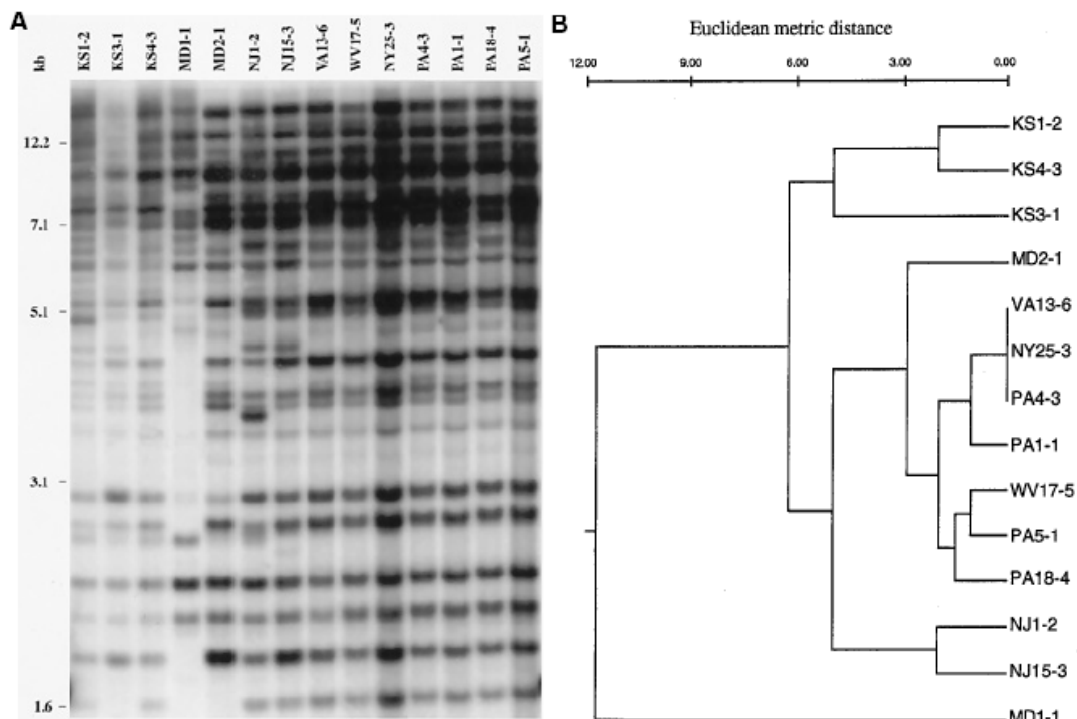 A
kb
KS1-2
KS3-1
KS4-3
MD1-1
MD2-1
NJ1-2
NJ15-3
VA13-6
WV17-5
NY25-3
PA4-3
PA1-1
PA18-4
PA5-1
12.2
7.1
5.1
3.1
1.6
B
Euclidean metric distance
12.00 9.00 6.00 3.00 0.00
KS1-2
KS4-3
KS3-1
MD2-1
VA13-6
NY25-3
PA4-3
PA1-1
WV17-5
PA5-1
PA18-4
NJ1-2
NJ15-3
MD1-1